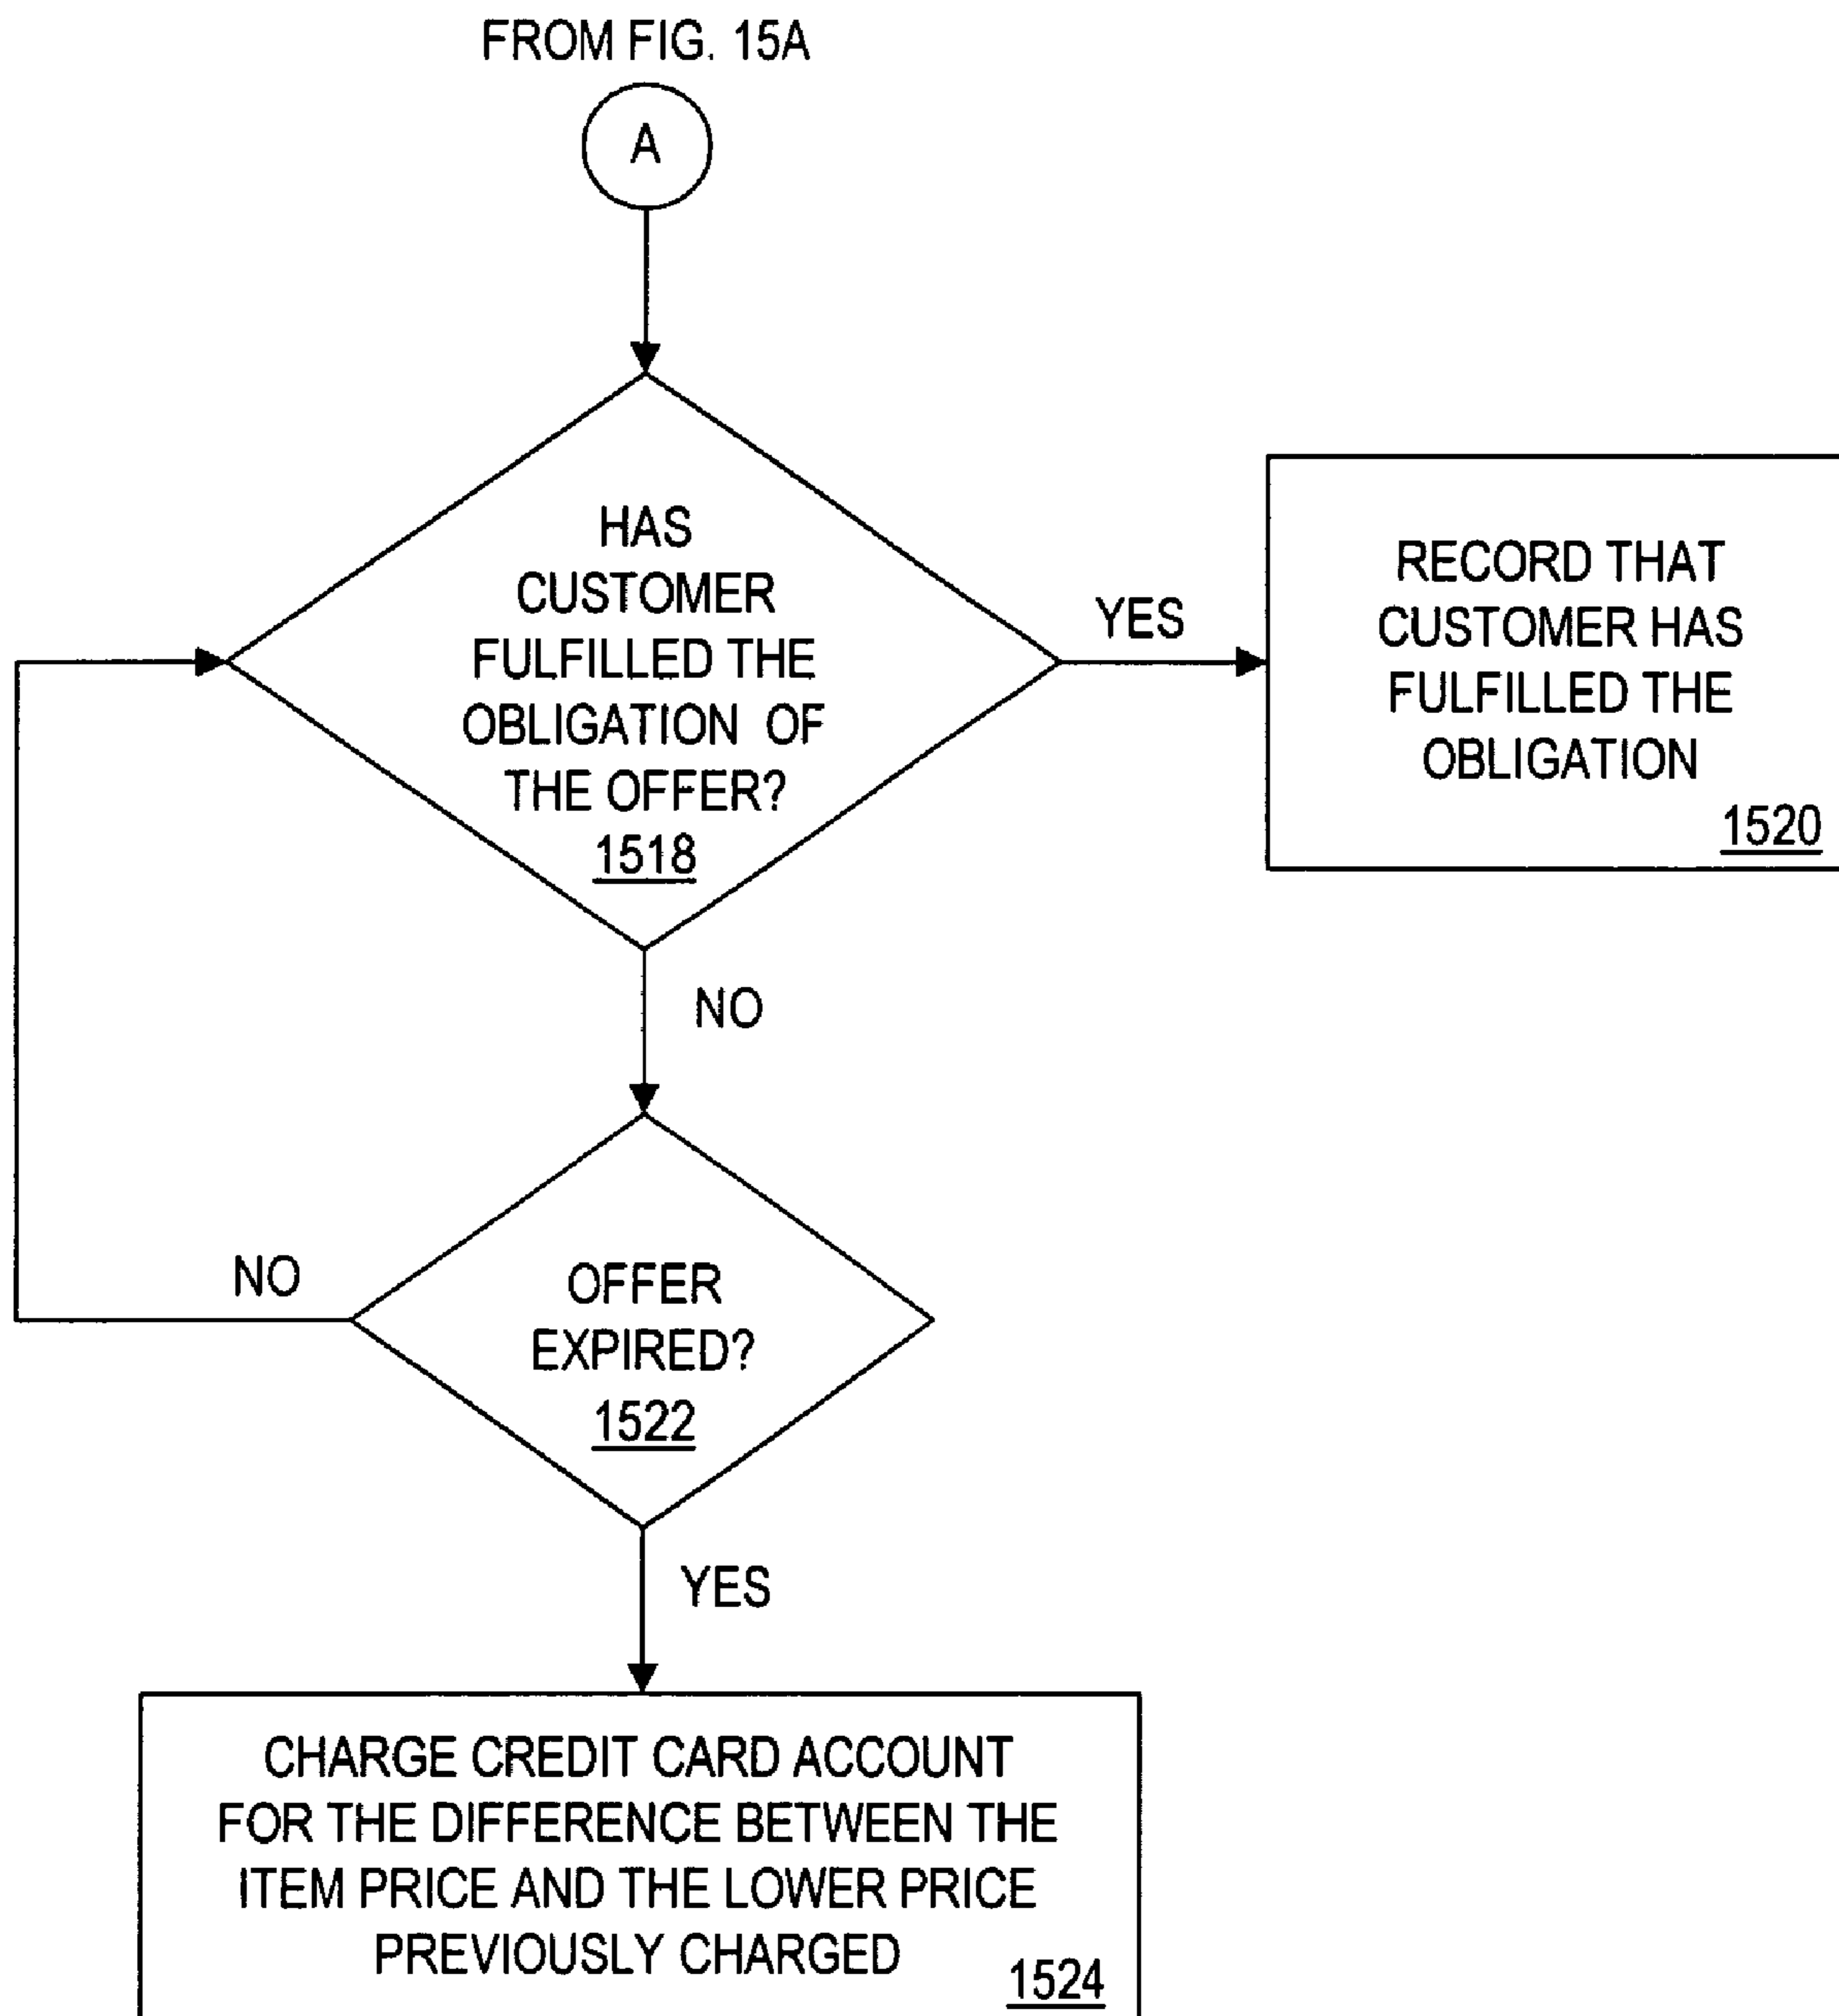 FROM FIG. 15A
A
HAS
CUSTOMER
FULFILLED THE
OBLIGATION OF
THE OFFER?
1518
YES
RECORD THAT
CUSTOMER HAS
FULFILLED THE
OBLIGATION
1520
NO
NO
OFFER
EXPIRED?
1522
YES
CHARGE CREDIT CARD ACCOUNT
FOR THE DIFFERENCE BETWEEN THE
ITEM PRICE AND THE LOWER PRICE
PREVIOUSLY CHARGED
1524